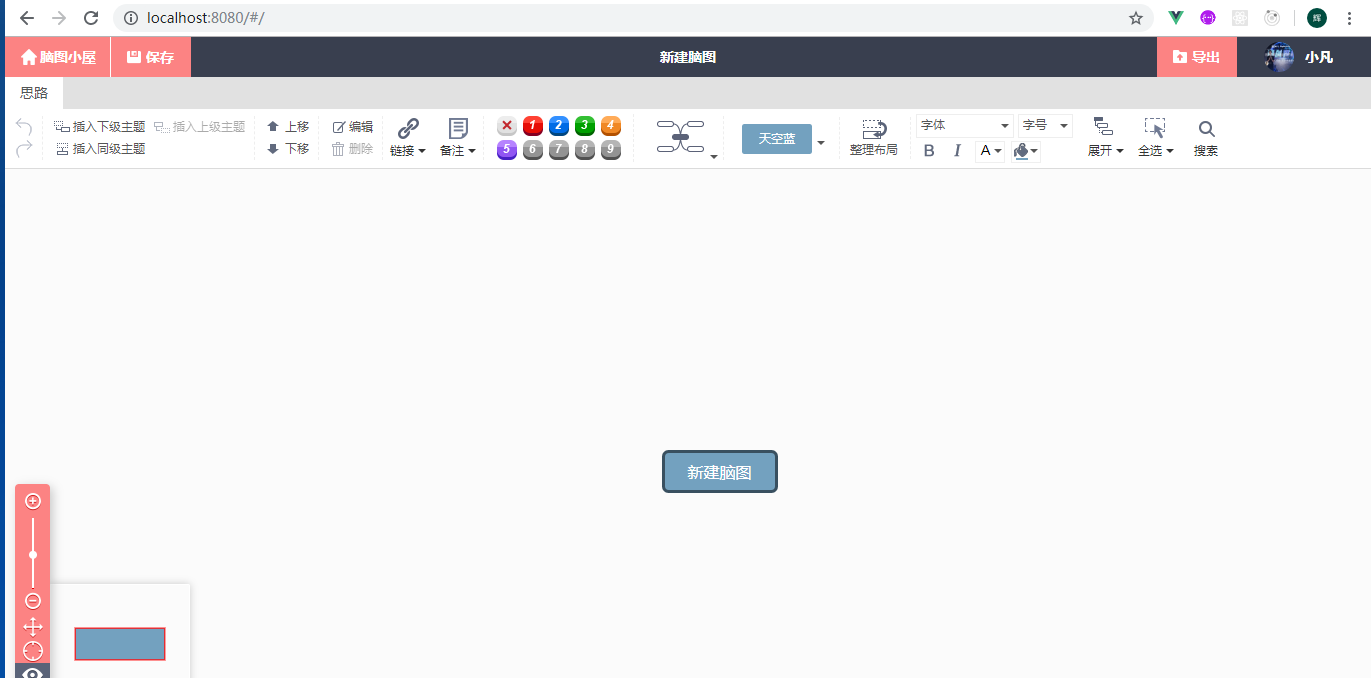 localhost:8080/#/
辉
脑图小屋 保存 新建脑图 导出 小凡
思路
插入下级主题 插入上级主题 上移 编辑 1 2 3 4 天空蓝 字体 字号
插入同级主题 下移 删除 链接 备注 5 6 7 8 9 整理布局 B I A 展开 全选 搜索
新建脑图